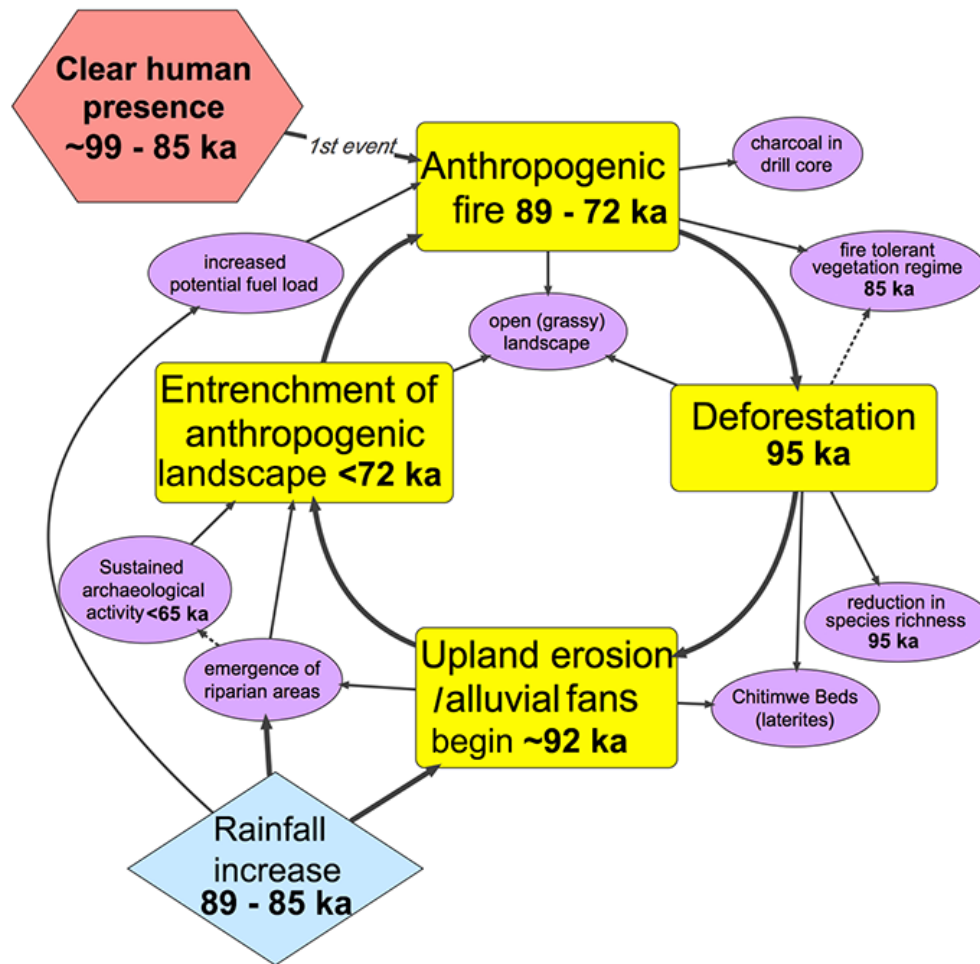 Clear human
presence
~99 - 85 ka
1st event
Anthropogenic
fire 89 - 72 ka
charcoal in
drill core
increased
potential fuel load
fire tolerant
vegetation regime
85 ka
open (grassy)
landscape
Entrenchment of
anthropogenic
landscape <72 ka
Deforestation
95 ka
Sustained
archaeological
activity <65 ka
reduction in
species richness
95 ka
emergence of
riparian areas
Upland erosion
/alluvial fans
begin ~92 ka
Chitimwe Beds
(laterites)
Rainfall
increase
89 - 85 ka